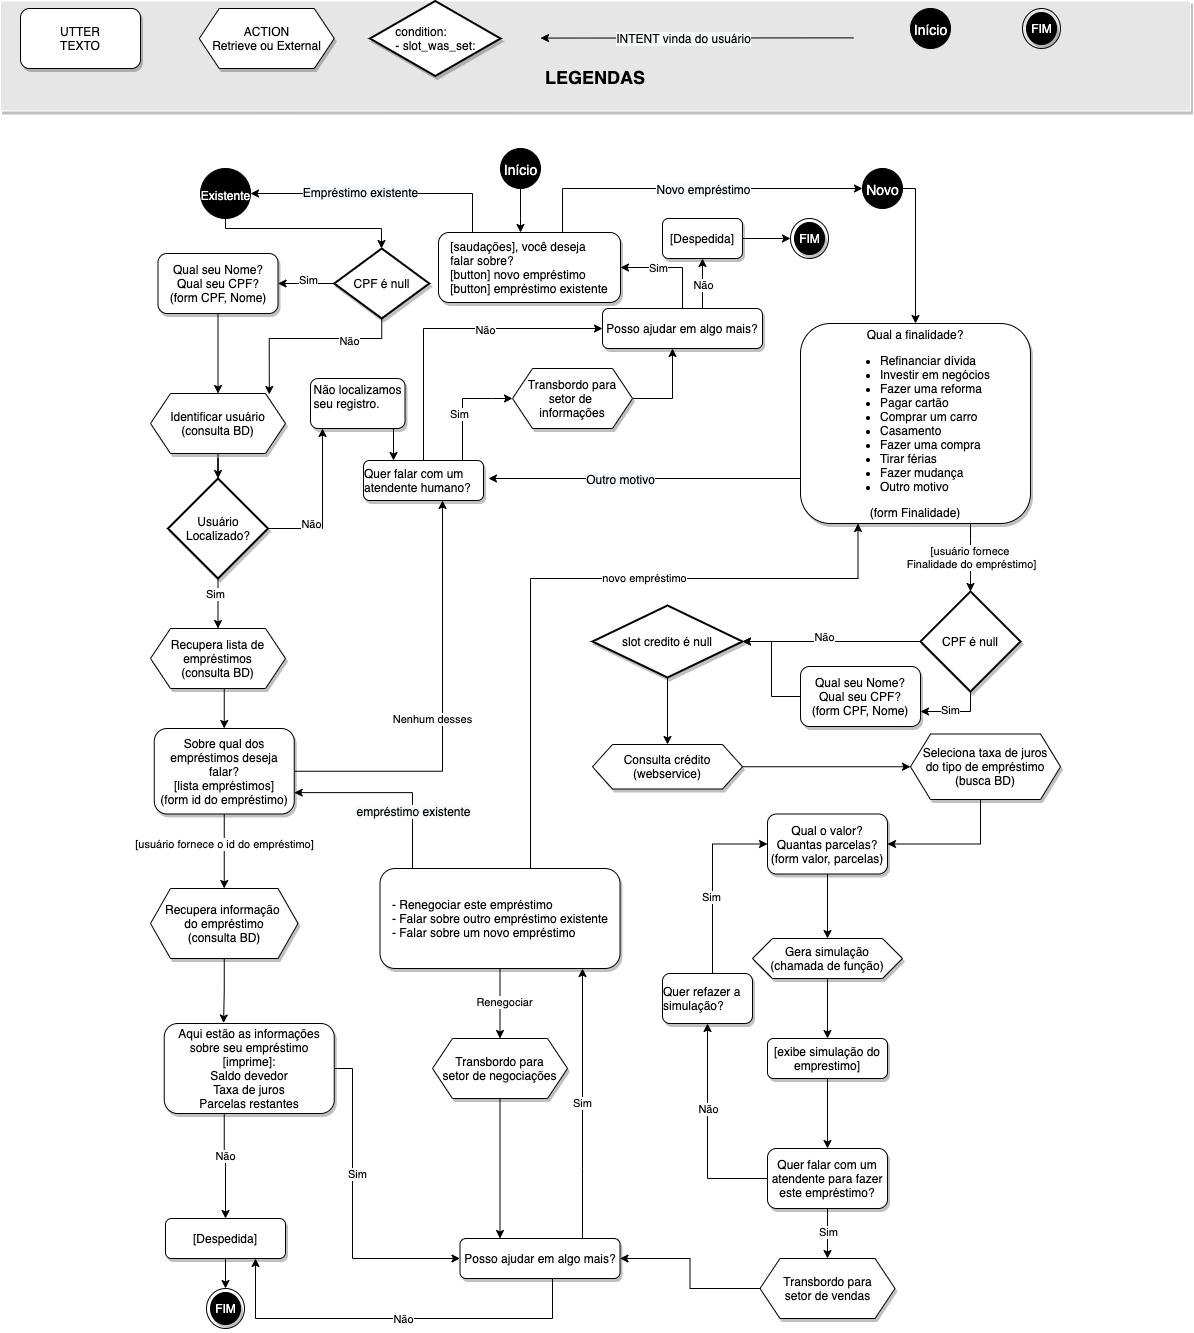 UTTER
TEXTO
ACTION
Retrieve ou External
condition:
- slot_was_set:
INTENT vinda do usuário
Início
FIM
LEGENDAS
Existente
Empréstimo existente
Início
Novo empréstimo
Novo
[saudações], você deseja
falar sobre?
[button] novo empréstimo
[button] empréstimo existente
[Despedida]
FIM
Qual seu Nome?
Qual seu CPF?
(form CPF, Nome)
Sim
CPF é null
Não
Sim
Não
Posso ajudar em algo mais?
Não
Qual a finalidade?
• Refinanciar dívida
• Investir em negócios
• Fazer uma reforma
• Pagar cartão
• Comprar um carro
• Casamento
• Fazer uma compra
• Tirar férias
• Fazer mudança
• Outro motivo
(form Finalidade)
Identificar usuário
(consulta BD)
Não localizamos
seu registro.
Sim
Transbordo para
setor de
informações
Quer falar com um
atendente humano?
Outro motivo
Usuário
Localizado?
Não
Sim
[usuário fornece
Finalidade do empréstimo]
novo empréstimo
Recupera lista de
empréstimos
(consulta BD)
slot credito é null
Não
CPF é null
Qual seu Nome?
Qual seu CPF?
(form CPF, Nome)
Sim
Nenhum desses
Sobre qual dos
empréstimos deseja
falar?
[lista empréstimos]
(form id do empréstimo)
Consulta crédito
(webservice)
Seleciona taxa de juros
do tipo de empréstimo
(busca BD)
empréstimo existente
[usuário fornece o id do empréstimo]
Qual o valor?
Quantas parcelas?
(form valor, parcelas)
Sim
Recupera informação
do empréstimo
(consulta BD)
- Renegociar este empréstimo
- Falar sobre outro empréstimo existente
- Falar sobre um novo empréstimo
Gera simulação
(chamada de função)
Renegociar
Quer refazer a
simulação?
Aqui estão as informações
sobre seu empréstimo
[imprime]:
Saldo devedor
Taxa de juros
Parcelas restantes
Transbordo para
setor de negociações
[exibe simulação do
emprestimo]
Sim
Não
Não
Sim
Quer falar com um
atendente para fazer
este empréstimo?
Sim
[Despedida]
Posso ajudar em algo mais?
Transbordo para
setor de vendas
FIM
Não